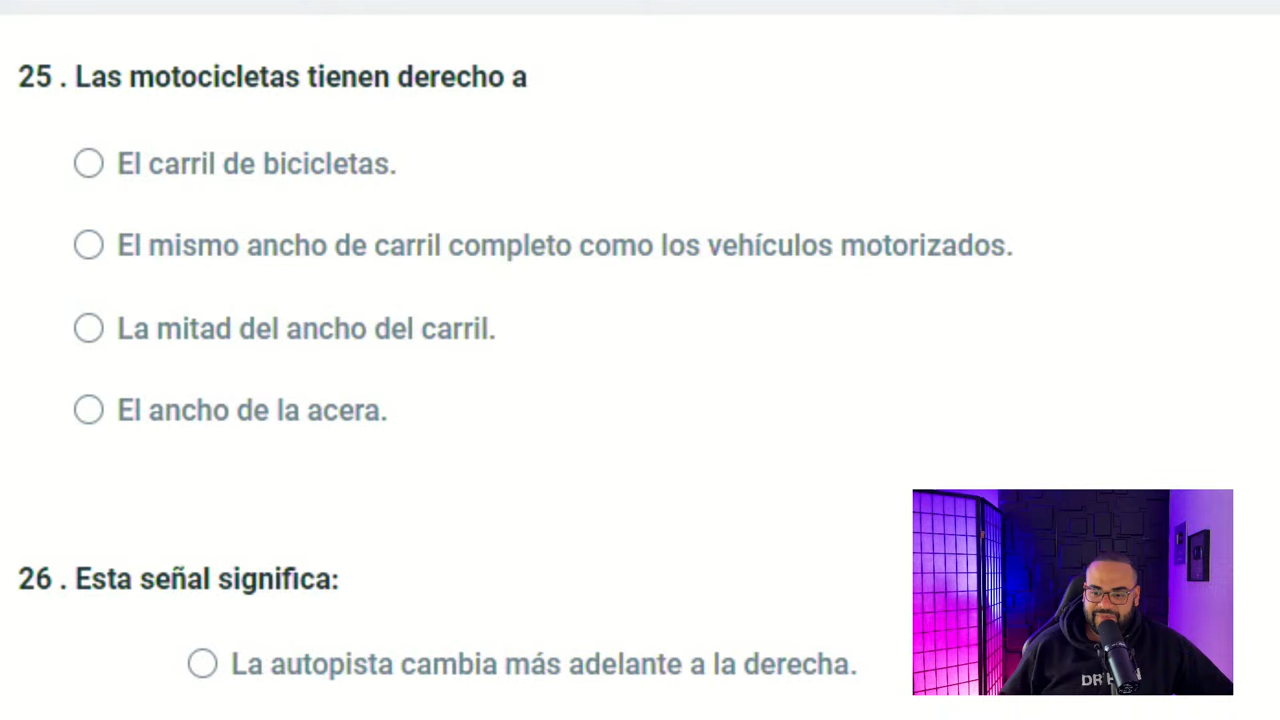 25 . Las motocicletas tienen derecho a
El carril de bicicletas.
El mismo ancho de carril completo como los vehículos motorizados.
La mitad del ancho del carril.
El ancho de la acera.
26 . Esta señal significa:
La autopista cambia más adelante a la derecha.